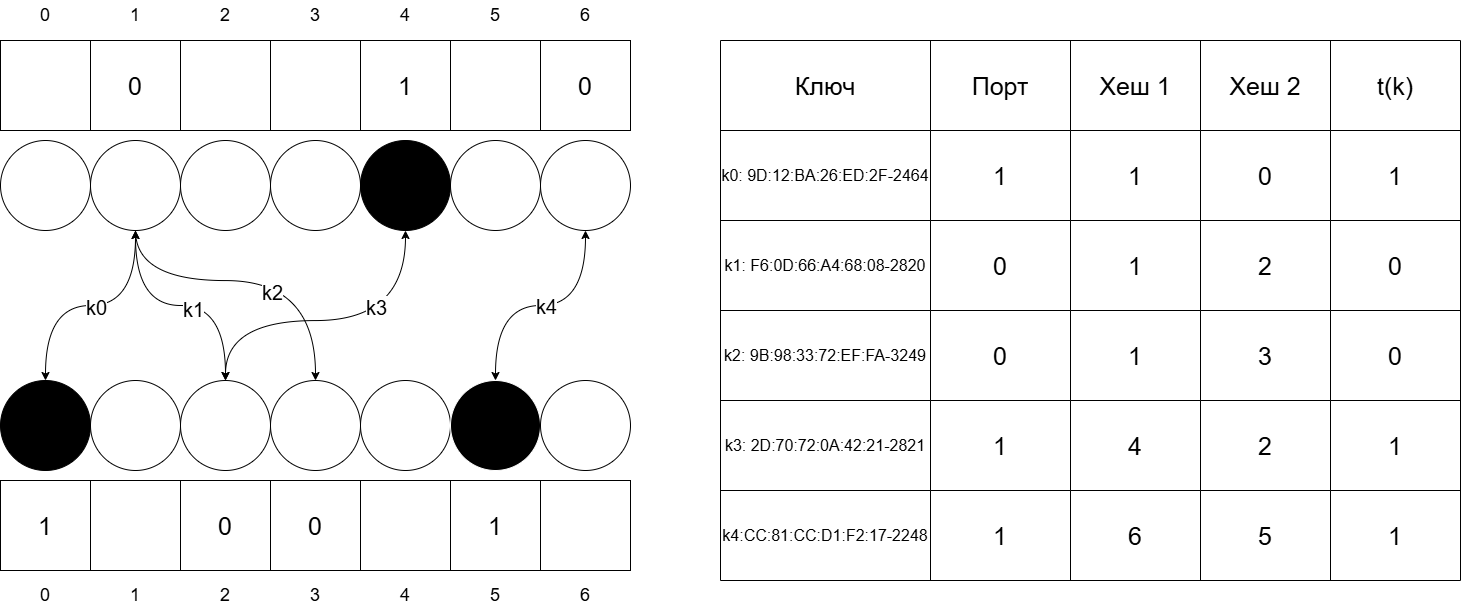 0 1 2 3 4 5 6
0 1 0
k0 k1 k2 k3 k4
1 0 0 1
0 1 2 3 4 5 6
Ключ Порт Хеш 1 Хеш 2 t(k)
k0: 9D:12:BA:26:ED:2F-2464 1 1 0 1
k1: F6:0D:66:A4:68:08-2820 0 1 2 0
k2: 9B:98:33:72:EF:FA-3249 0 1 3 0
k3: 2D:70:72:0A:42:21-2821 1 4 2 1
k4:CC:81:CC:D1:F2:17-2248 1 6 5 1